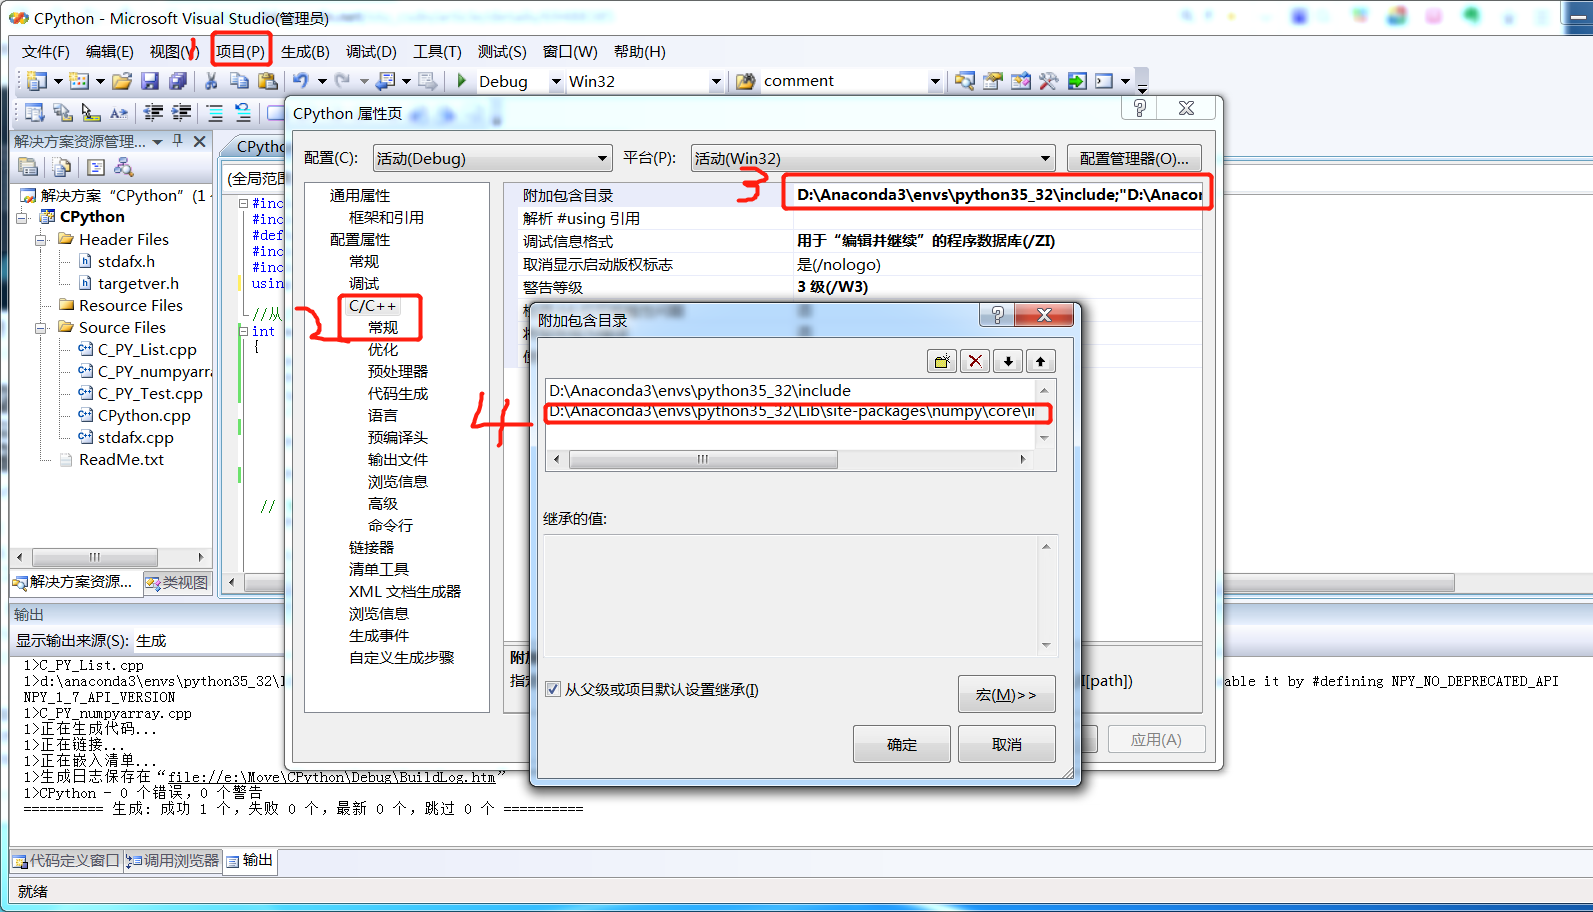 CPython - Microsoft Visual Studio(管理员)
文件(F) 编辑(E) 视图(V) 项目(P) 生成(B) 调试(D) 工具(T) 测试(S) 窗口(W) 帮助(H)
1
Debug Win32 comment
CPython 属性页
解决方案资源管理...
CPytho
(全局范围
配置(C): 活动(Debug) 平台(P): 活动(Win32) 配置管理器(O)...
解决方案 “CPython” (1
CPython
Header Files
stdafx.h
targetver.h
Resource Files
Source Files
C_PY_List.cpp
C_PY_numpyarra
C_PY_Test.cpp
CPython.cpp
stdafx.cpp
ReadMe.txt
解决方案资源... 类视图
#inc
#inc
#def
#inc
#inc
usin
//从
int
{
//
通用属性
框架和引用
配置属性
常规
调试
C/C++
常规
优化
预处理器
代码生成
语言
预编译头
输出文件
浏览信息
高级
命令行
链接器
清单工具
XML 文档生成器
浏览信息
生成事件
自定义生成步骤
2
3
附加包含目录 D:\Anaconda3\envs\python35_32\include;"D:\Anacon
解析 #using 引用
调试信息格式 用于“编辑并继续”的程序数据库(/ZI)
取消显示启动版权标志 是(/nologo)
警告等级 3 级(/W3)
附加包含目录
D:\Anaconda3\envs\python35_32\include
4
D:\Anaconda3\envs\python35_32\Lib\site-packages\numpy\core\in
继承的值:
从父级或项目默认设置继承(I)
宏(M)>>
确定 取消
附加
指定
I[path])
应用(A)
输出
显示输出来源(S): 生成
1>C_PY_List.cpp
1>d:\anaconda3\envs\python35_32\l able it by #defining NPY_NO_DEPRECATED_API
NPY_1_7_API_VERSION
1>C_PY_numpyarray.cpp
1>正在生成代码...
1>正在链接...
1>正在嵌入清单...
1>生成日志保存在“file://e:\Move\CPython\Debug\BuildLog.htm”
1>CPython - 0 个错误，0 个警告
========== 生成: 成功 1 个，失败 0 个，最新 0 个，跳过 0 个 ==========
代码定义窗口 调用浏览器 输出
就绪